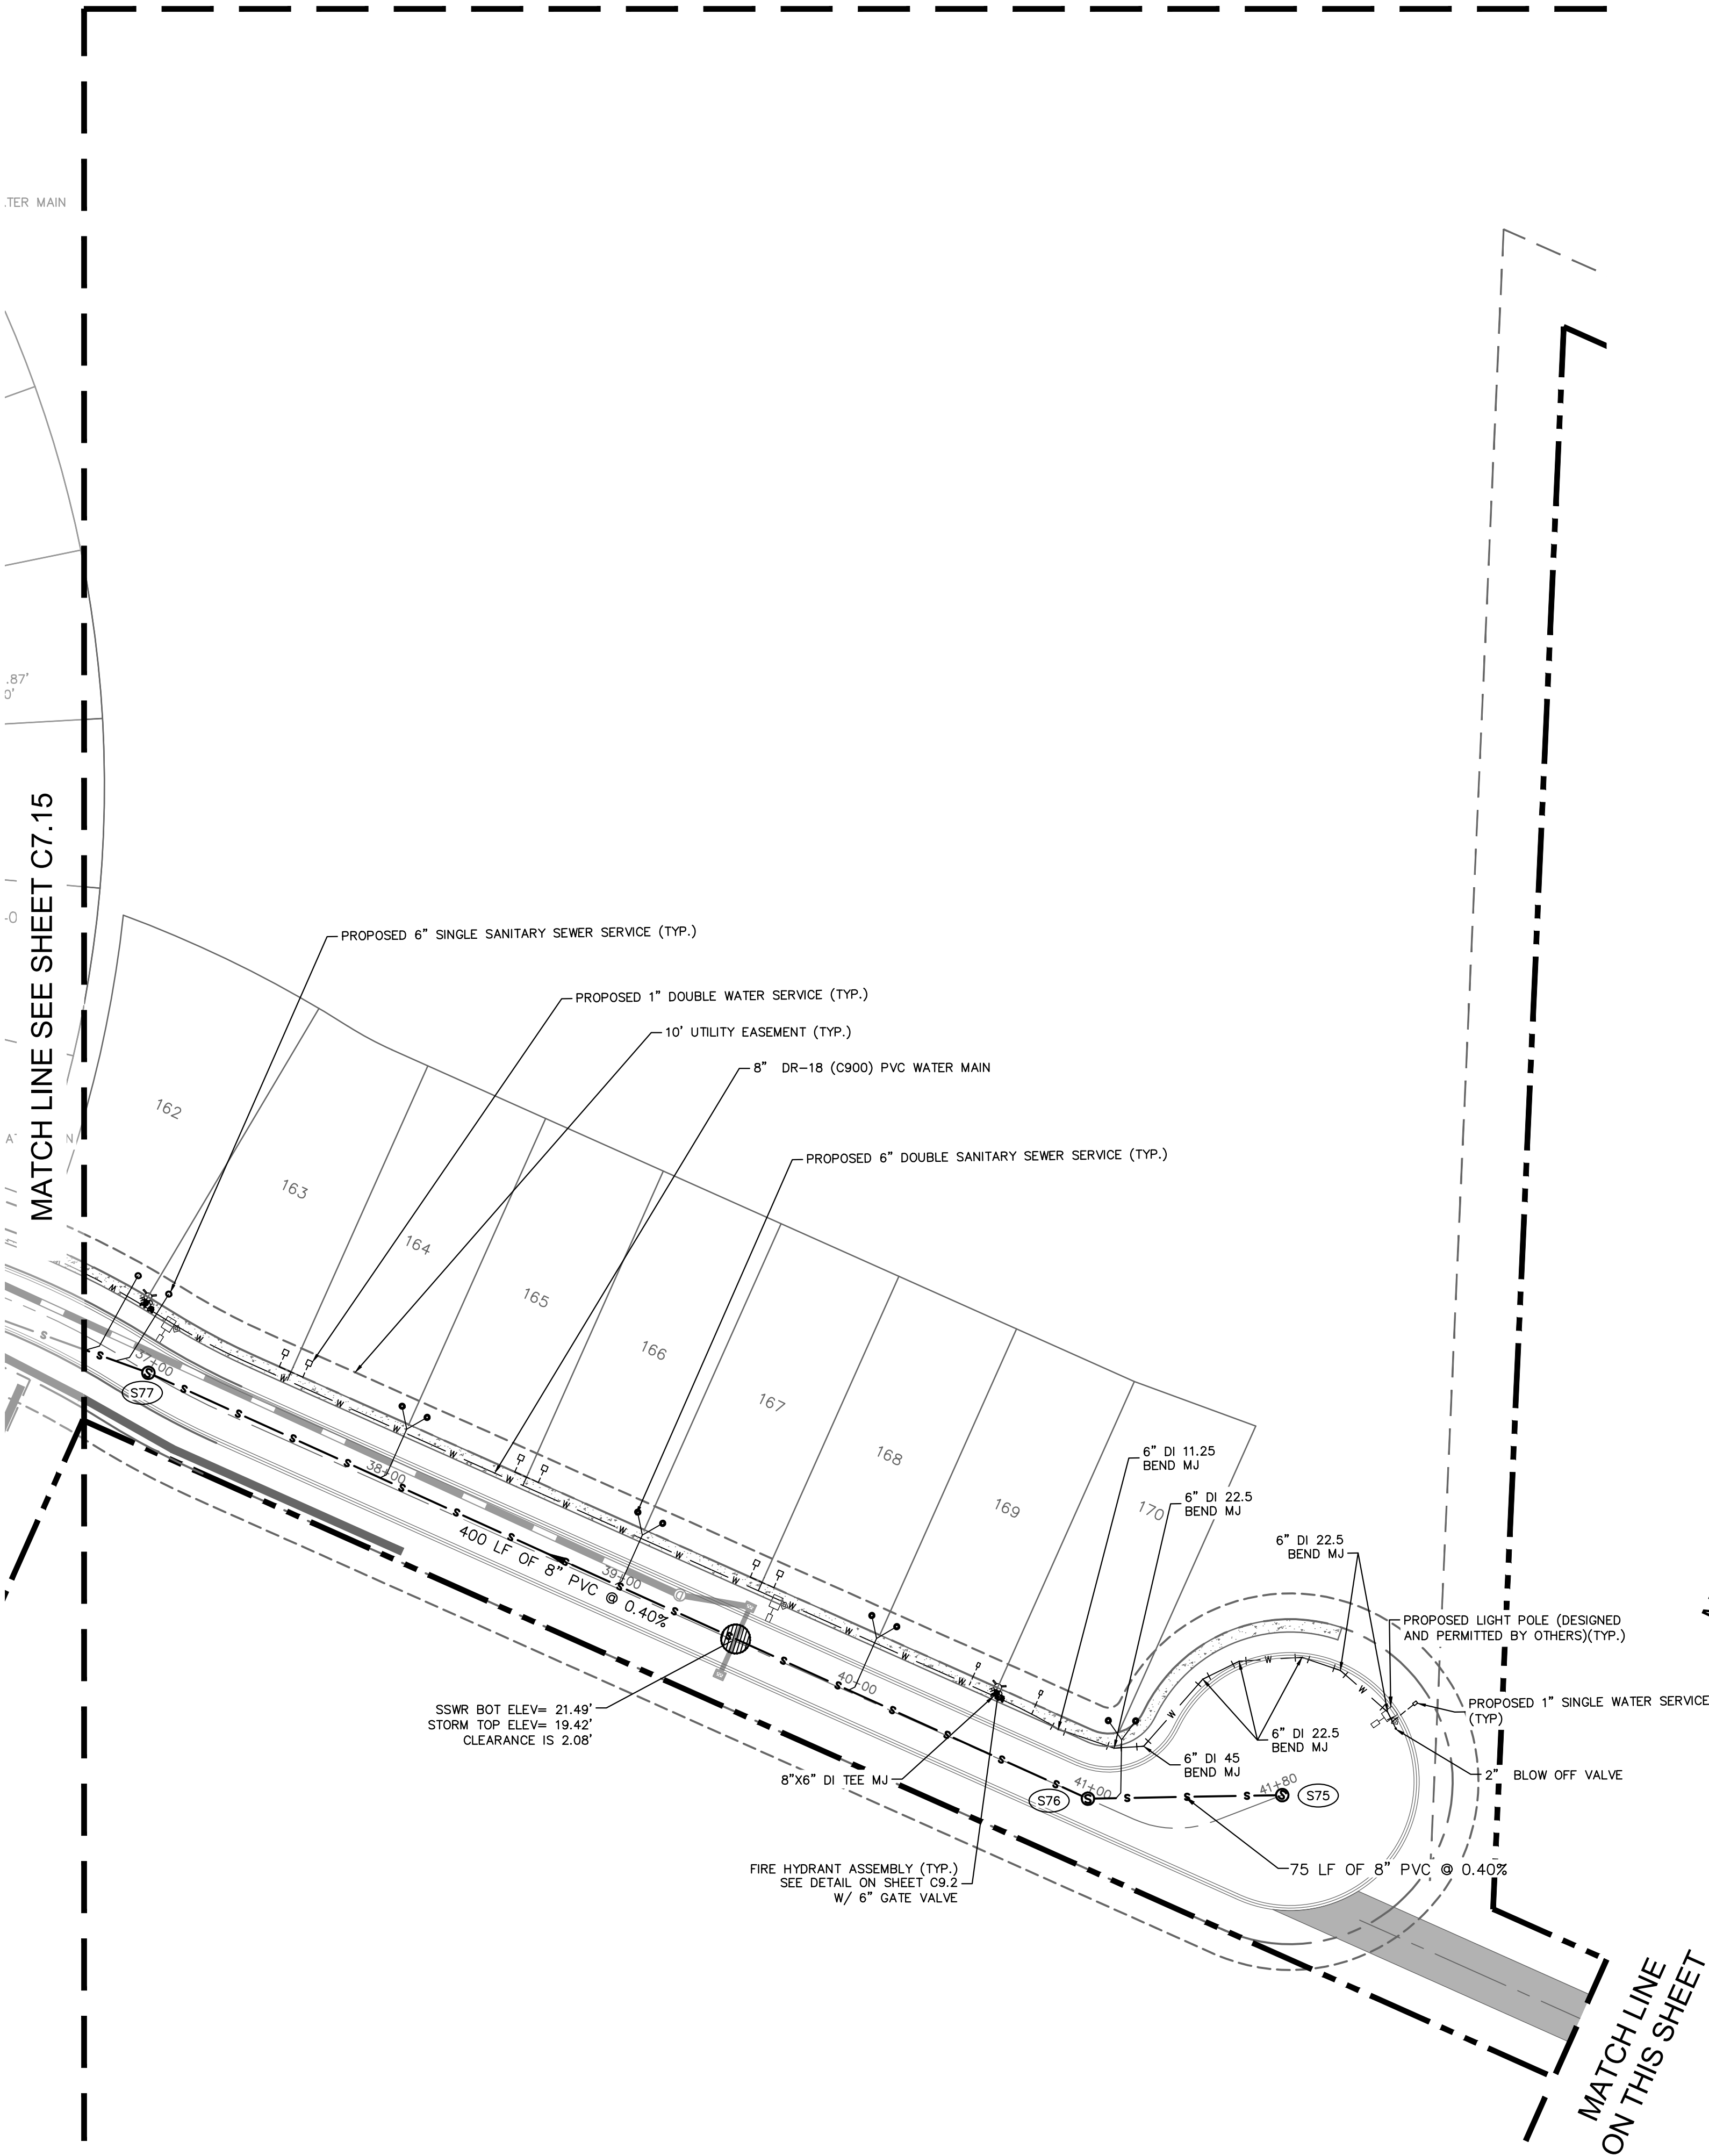 .TER MAIN
.87'
0'
-0
MATCH LINE SEE SHEET C7.15
PROPOSED 6" SINGLE SANITARY SEWER SERVICE (TYP.)
PROPOSED 1" DOUBLE WATER SERVICE (TYP.)
10' UTILITY EASEMENT (TYP.)
8" DR-18 (C900) PVC WATER MAIN
PROPOSED 6" DOUBLE SANITARY SEWER SERVICE (TYP.)
162
163
164
165
166
167
168
169
170
37+00
S77
38+00
400 LF OF 8" PVC @ 0.40%
39+00
40+00
41+00
41+80
6" DI 11.25
BEND MJ
6" DI 22.5
BEND MJ
6" DI 22.5
BEND MJ
PROPOSED LIGHT POLE (DESIGNED
AND PERMITTED BY OTHERS)(TYP.)
PROPOSED 1" SINGLE WATER SERVICE
(TYP)
6" DI 22.5
BEND MJ
6" DI 45
BEND MJ
2" BLOW OFF VALVE
SSWR BOT ELEV= 21.49'
STORM TOP ELEV= 19.42'
CLEARANCE IS 2.08'
8"X6" DI TEE MJ
S76
S75
75 LF OF 8" PVC @ 0.40%
FIRE HYDRANT ASSEMBLY (TYP.)
SEE DETAIL ON SHEET C9.2
W/ 6" GATE VALVE
MATCH LINE
ON THIS SHEET